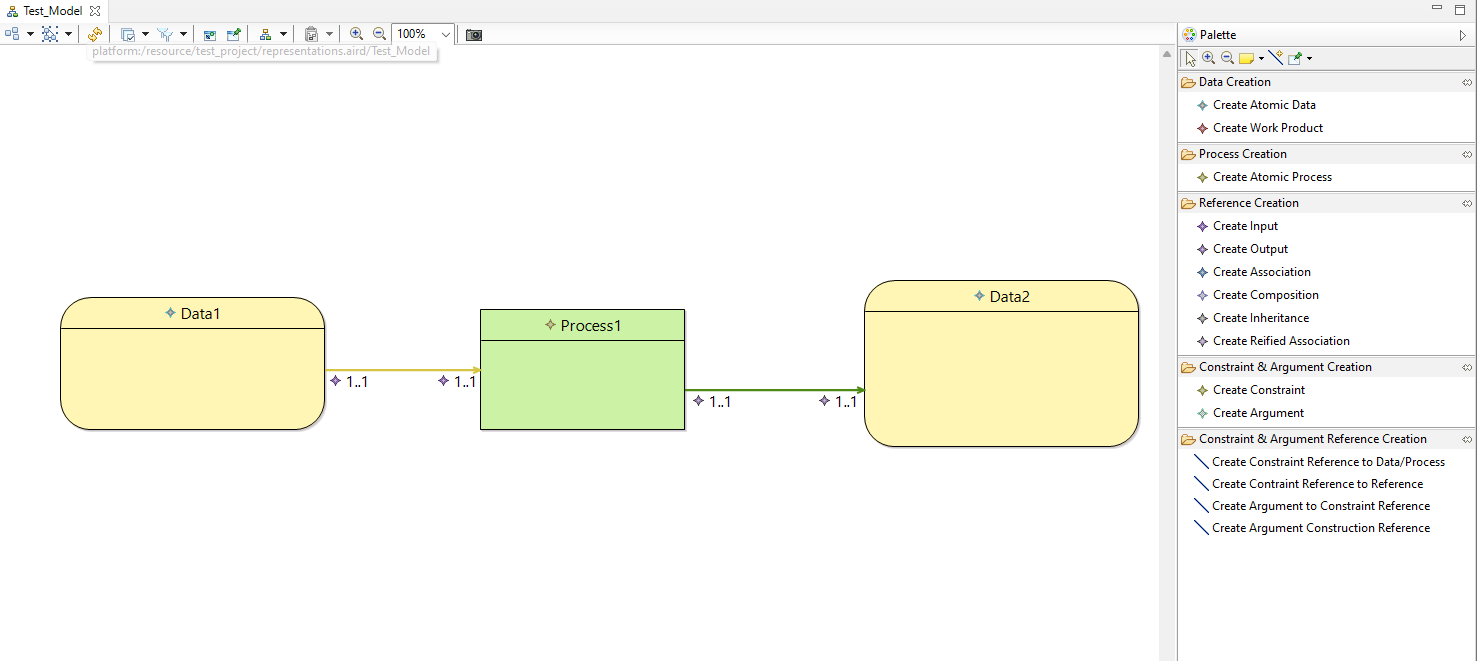 Test_Model
100%
platform:/resource/test_project/representations.aird/Test_Model
Data1
1..1
1..1
Process1
1..1
1..1
Data2
Palette
Data Creation
Create Atomic Data
Create Work Product
Process Creation
Create Atomic Process
Reference Creation
Create Input
Create Output
Create Association
Create Composition
Create Inheritance
Create Reified Association
Constraint & Argument Creation
Create Constraint
Create Argument
Constraint & Argument Reference Creation
Create Constraint Reference to Data/Process
Create Contraint Reference to Reference
Create Argument to Constraint Reference
Create Argument Construction Reference